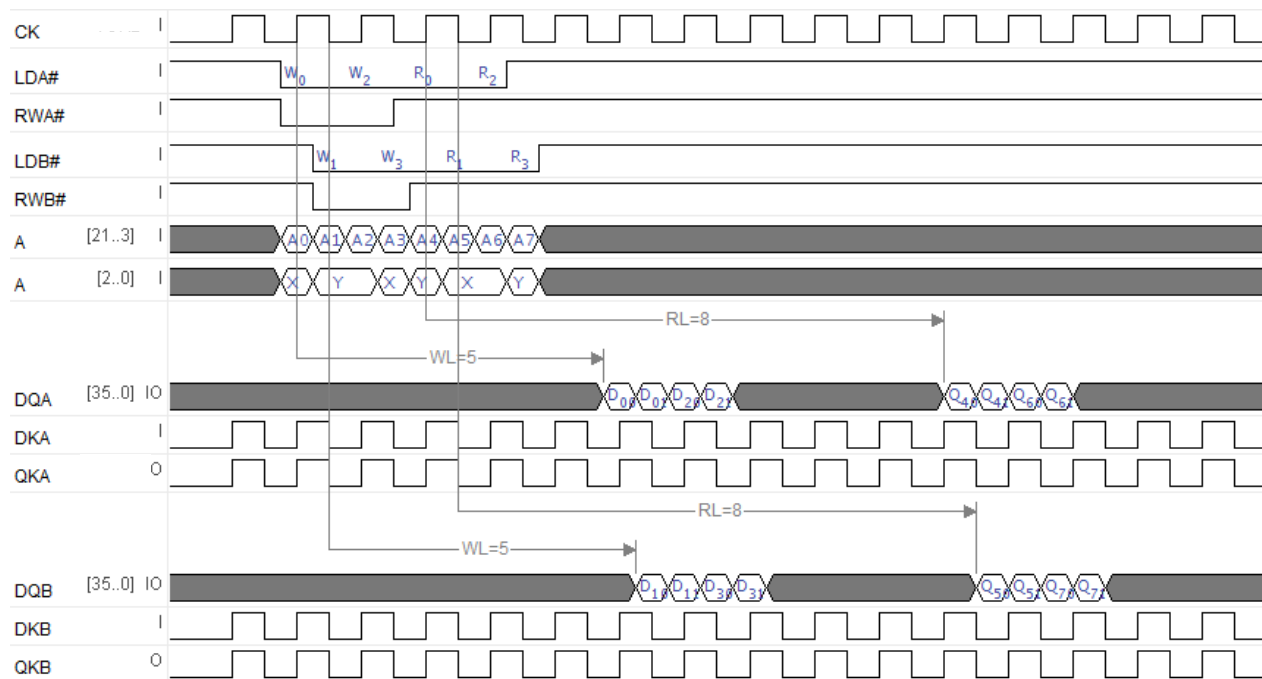 CK I
LDA# I W0 W2 R0 R2
RWA# I
LDB# I W1 W3 R1 R3
RWB# I
A [21..3] I A0 A1 A2 A3 A4 A5 A6 A7
A [2..0] I X Y X Y X Y
RL=8
WL=5
DQA [35..0] IO D00 D01 D20 D21 Q40 Q41 Q60 Q61
DKA I
QKA O
RL=8
WL=5
DQB [35..0] IO D10 D11 D30 D31 Q50 Q51 Q70 Q71
DKB I
QKB O